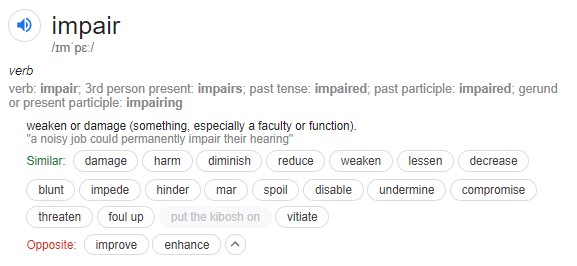 impair
/ɪmˈpɛː/
verb
verb: impair; 3rd person present: impairs; past tense: impaired; past participle: impaired; gerund
or present participle: impairing
weaken or damage (something, especially a faculty or function).
"a noisy job could permanently impair their hearing"
Similar: damage harm diminish reduce weaken lessen decrease
blunt impede hinder mar spoil disable undermine compromise
threaten foul up put the kibosh on vitiate
Opposite: improve enhance